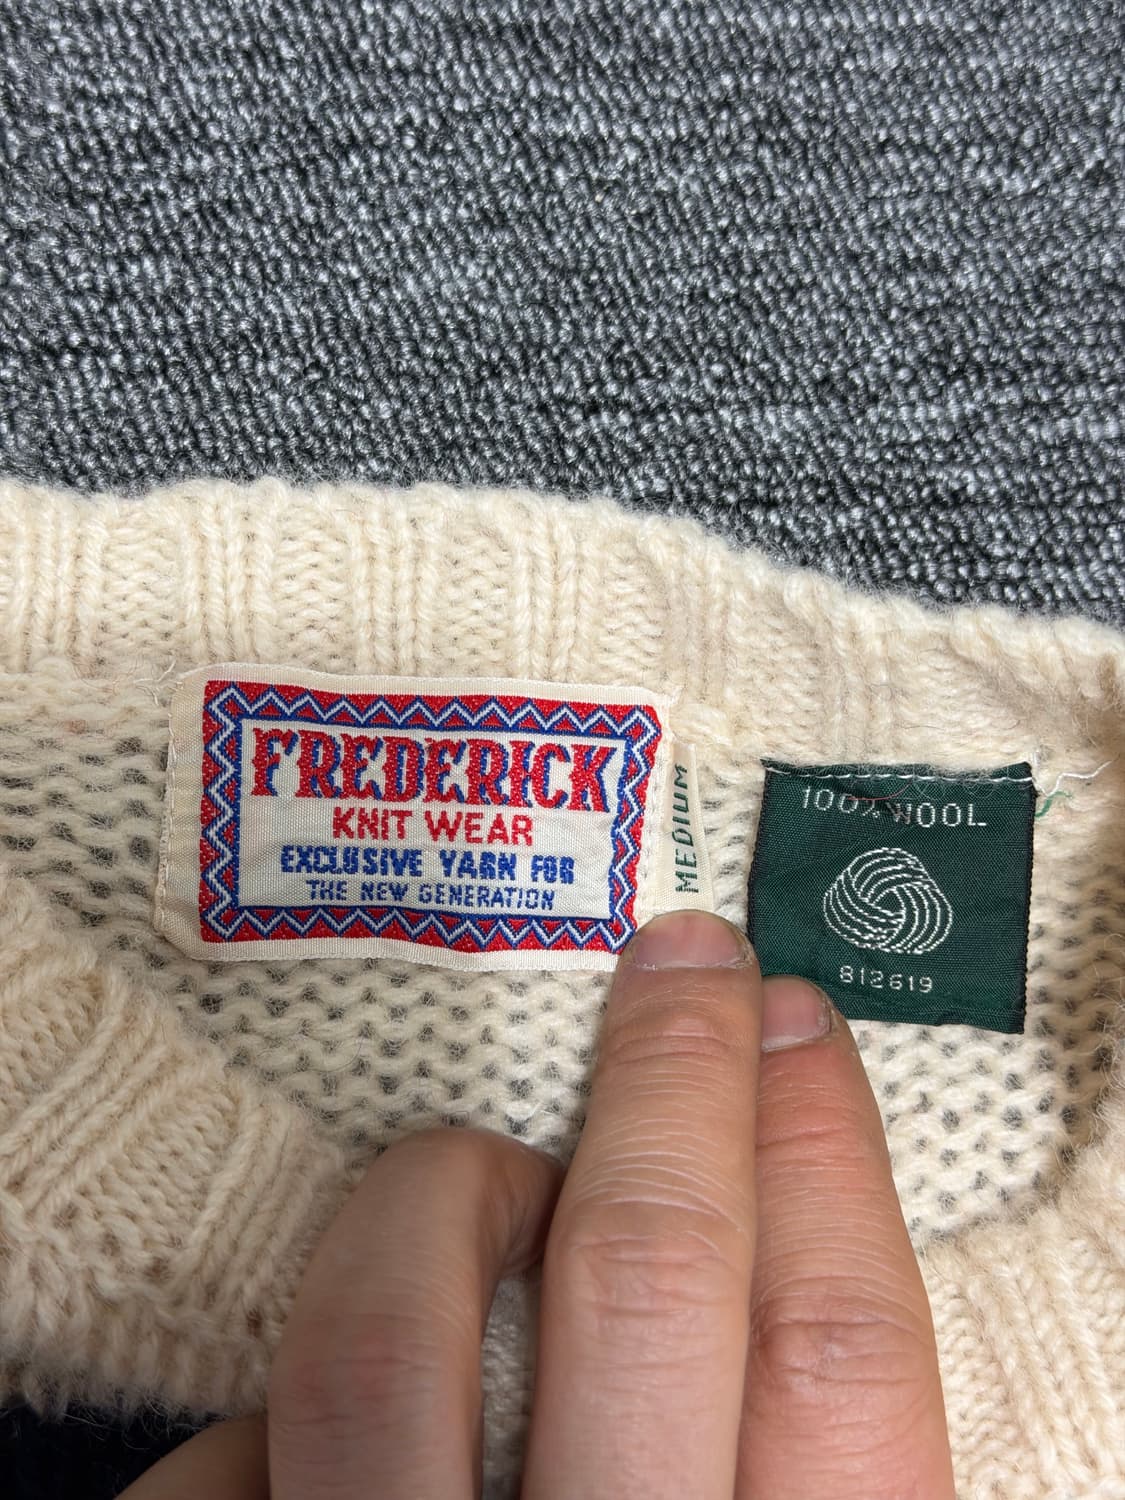 FREDERICK
KNIT WEAR
EXCLUSIVE YARN FOR
THE NEW GENERATION
MEDIUM
100% WOOL
812619